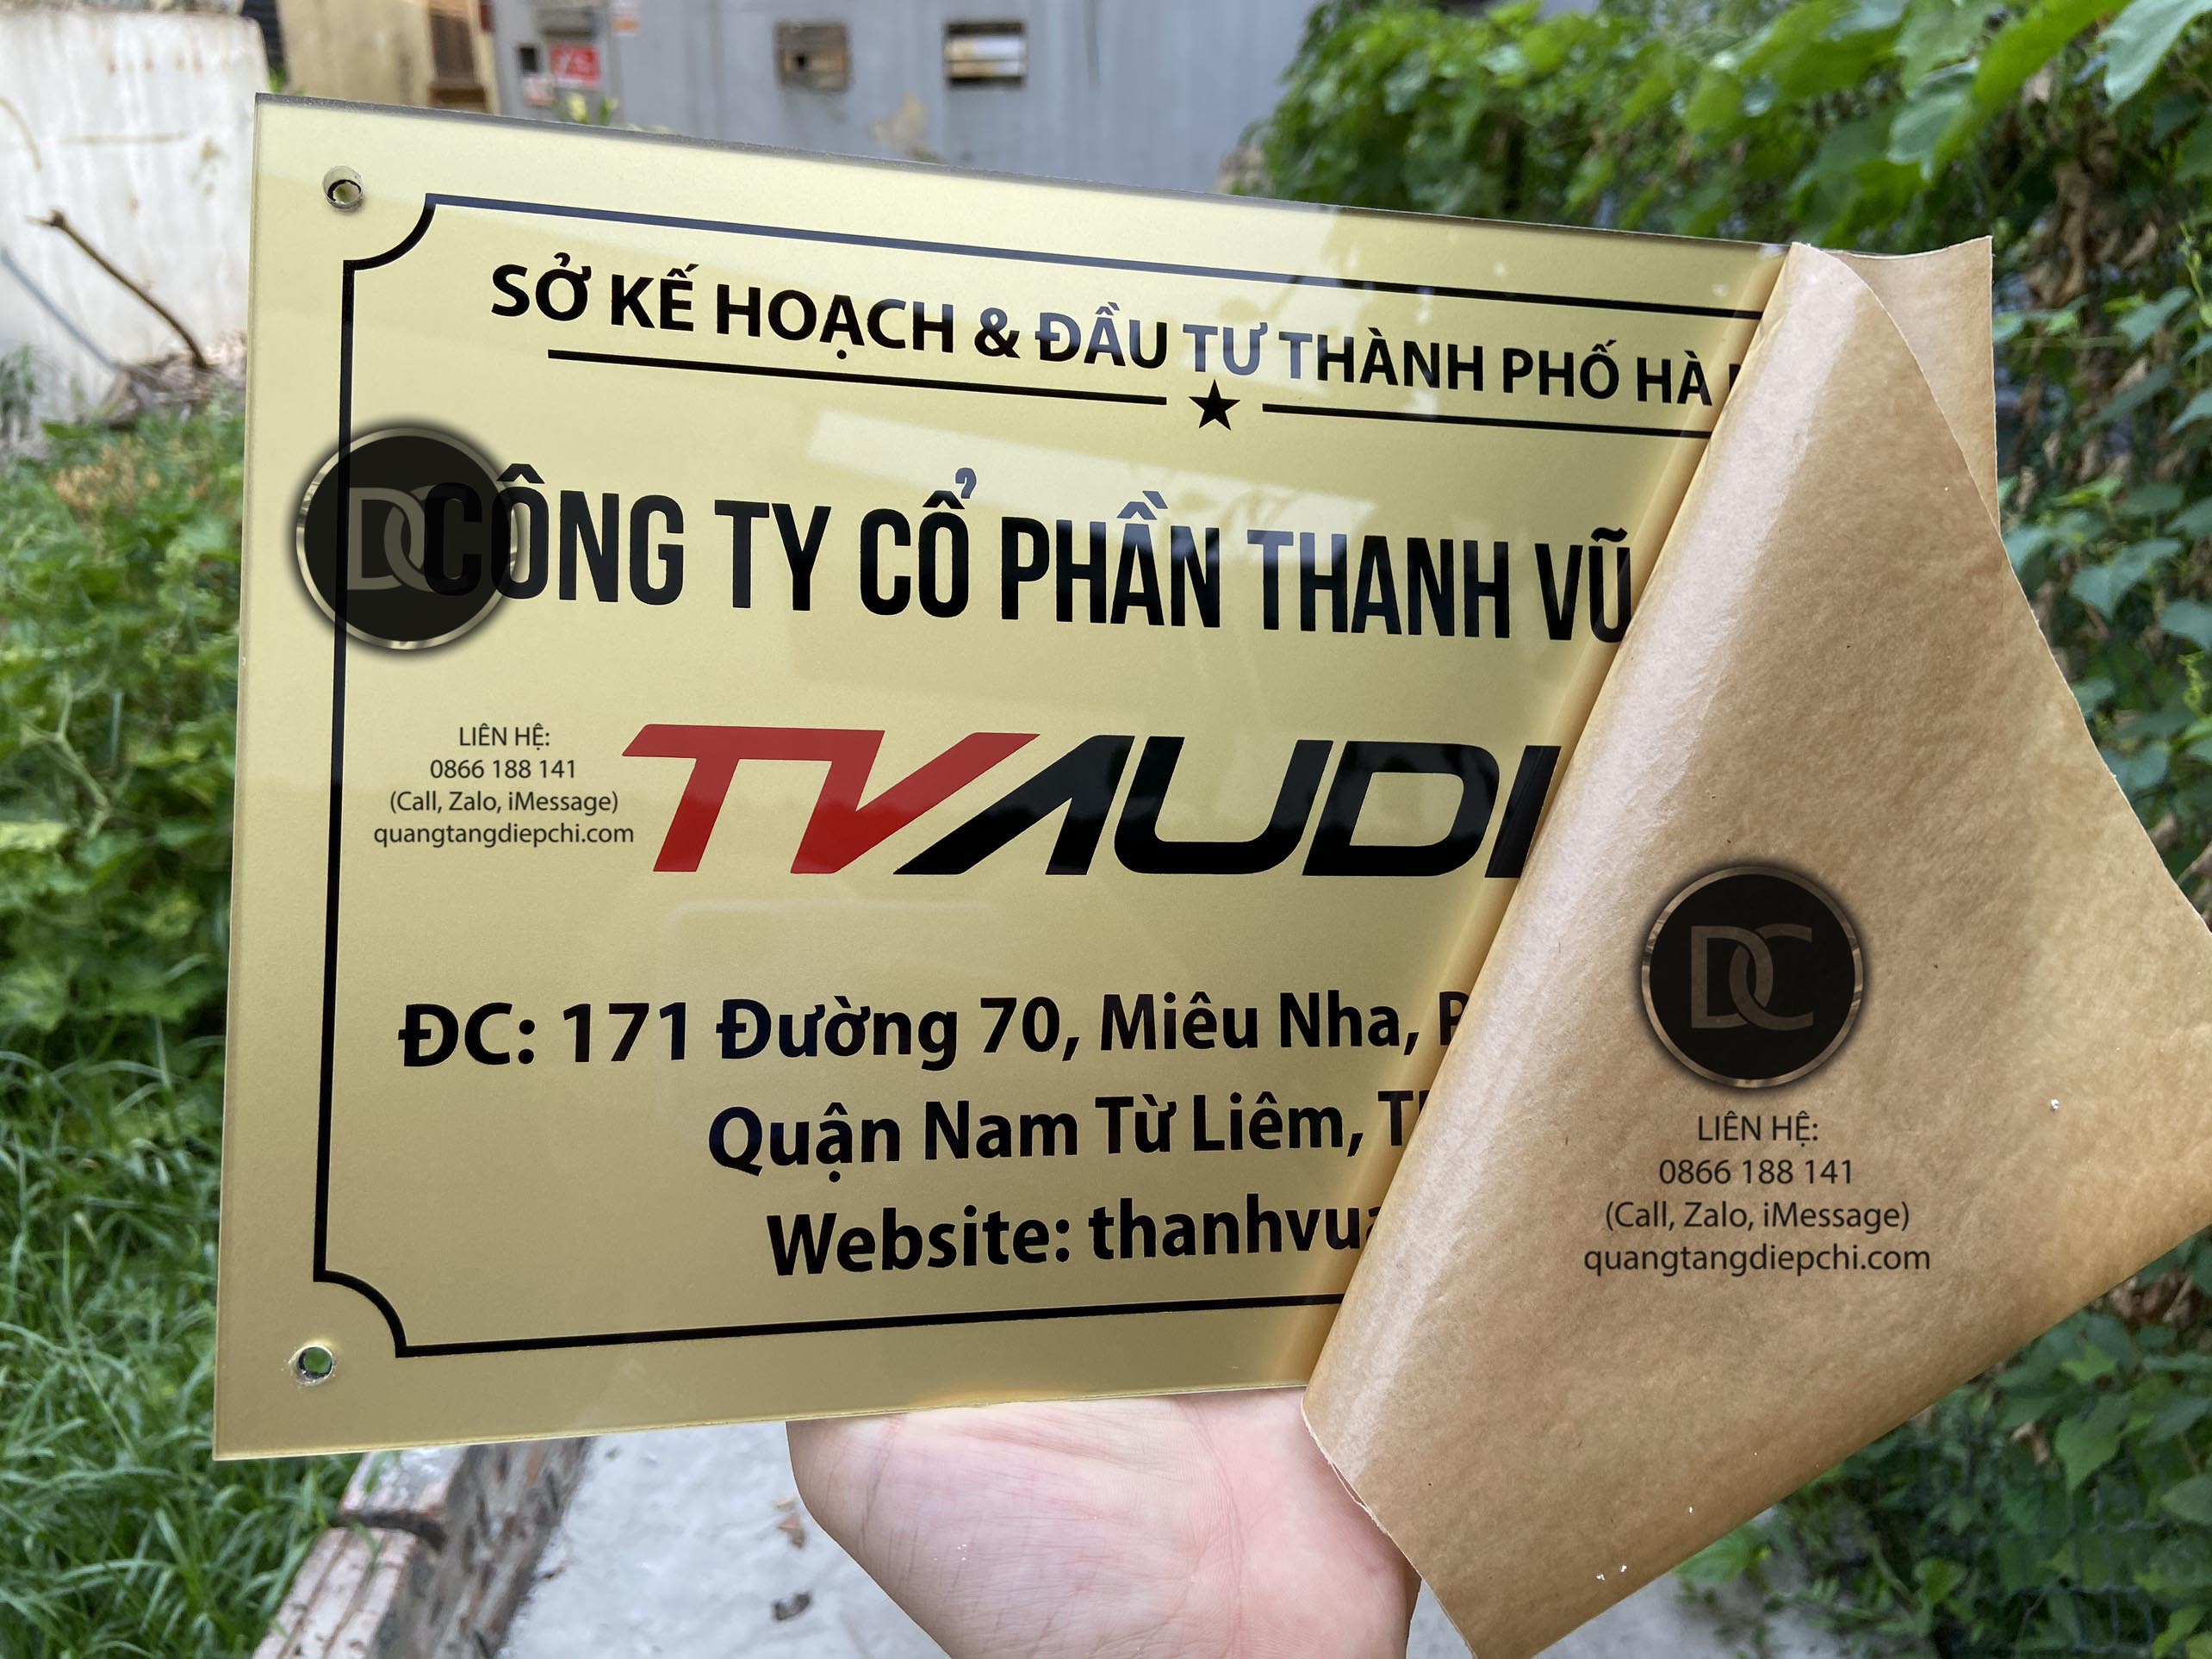 SỞ KẾ HOẠCH & ĐẦU TƯ THÀNH PHỐ HÀ
CÔNG TY CỔ PHẦN THANH VŨ
DC
LIÊN HỆ:
0866 188 141
(Call, Zalo, iMessage)
quangtangdiepchi.com
TVAUDI
ĐC: 171 Đường 70, Miêu Nha, P
Quận Nam Từ Liêm, T
Website: thanhvua
DC
LIÊN HỆ:
0866 188 141
(Call, Zalo, iMessage)
quangtangdiepchi.com